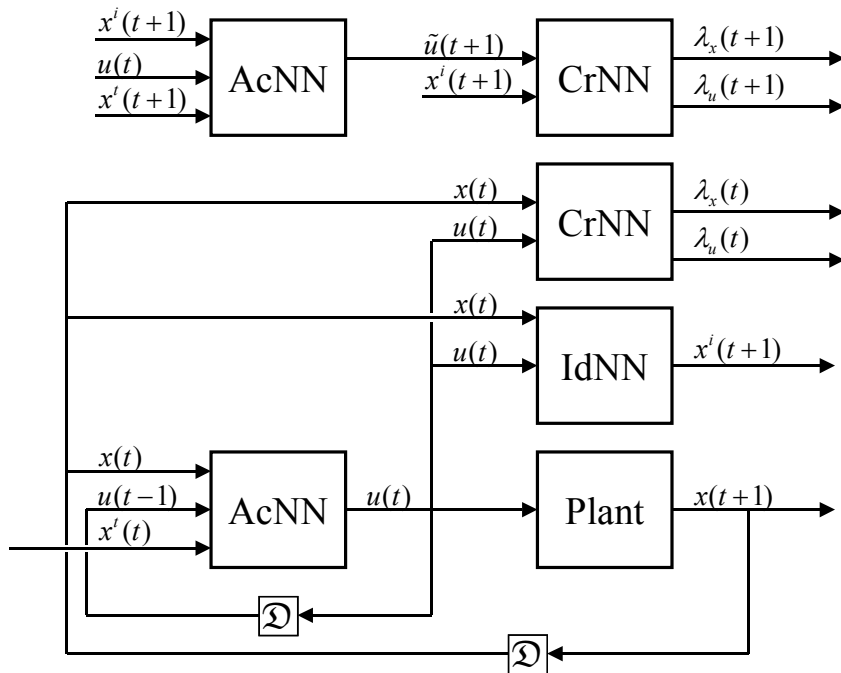 x^i(t+1)
u(t)
x^t(t+1)
AcNN
ũ(t+1)
x^i(t+1)
CrNN
λ_x(t+1)
λ_u(t+1)
x(t)
u(t)
CrNN
λ_x(t)
λ_u(t)
x(t)
u(t)
IdNN
x^i(t+1)
x(t)
u(t−1)
x^t(t)
AcNN
u(t)
Plant
x(t+1)
𝔇
𝔇